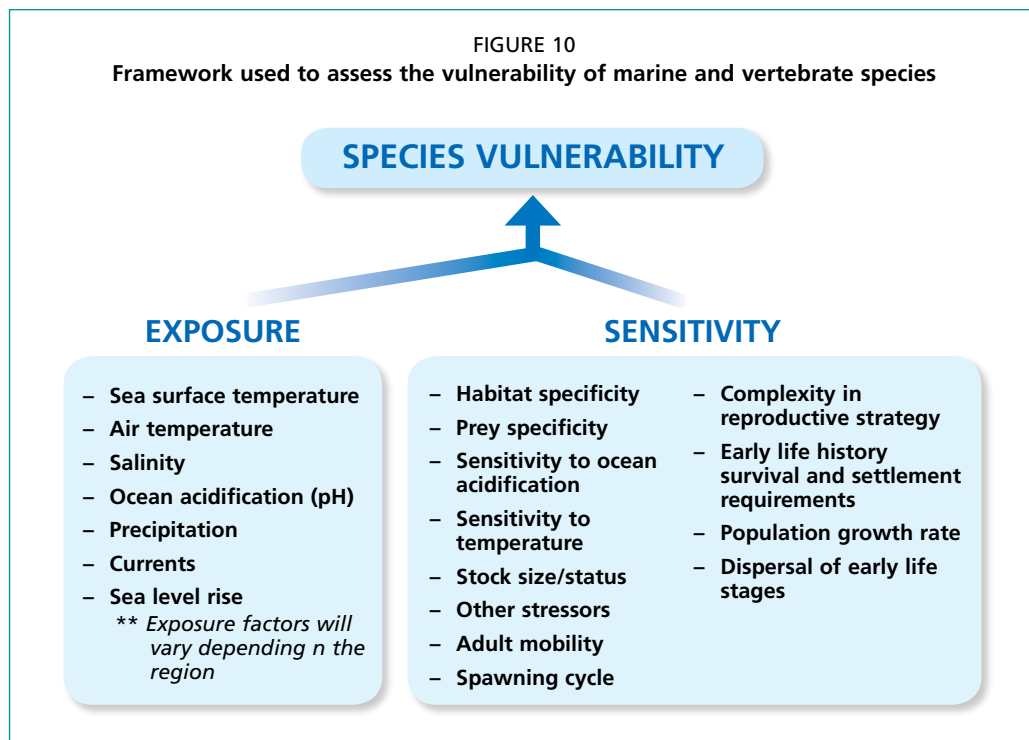 FIGURE 10
Framework used to assess the vulnerability of marine and vertebrate species
SPECIES VULNERABILITY
EXPOSURE
– Sea surface temperature
– Air temperature
– Salinity
– Ocean acidification (pH)
– Precipitation
– Currents
– Sea level rise
** Exposure factors will
vary depending n the
region
SENSITIVITY
– Habitat specificity
– Prey specificity
– Sensitivity to ocean
acidification
– Sensitivity to
temperature
– Stock size/status
– Other stressors
– Adult mobility
– Spawning cycle
– Complexity in
reproductive strategy
– Early life history
survival and settlement
requirements
– Population growth rate
– Dispersal of early life
stages